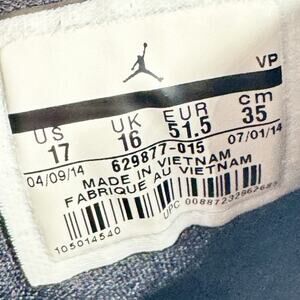 VP
US UK EUR cm
17 16 51.5 35
04/09/14 07/01/14
629877-015
MADE IN VIETNAM
FABRIQUE AU VIETNAM
105014540